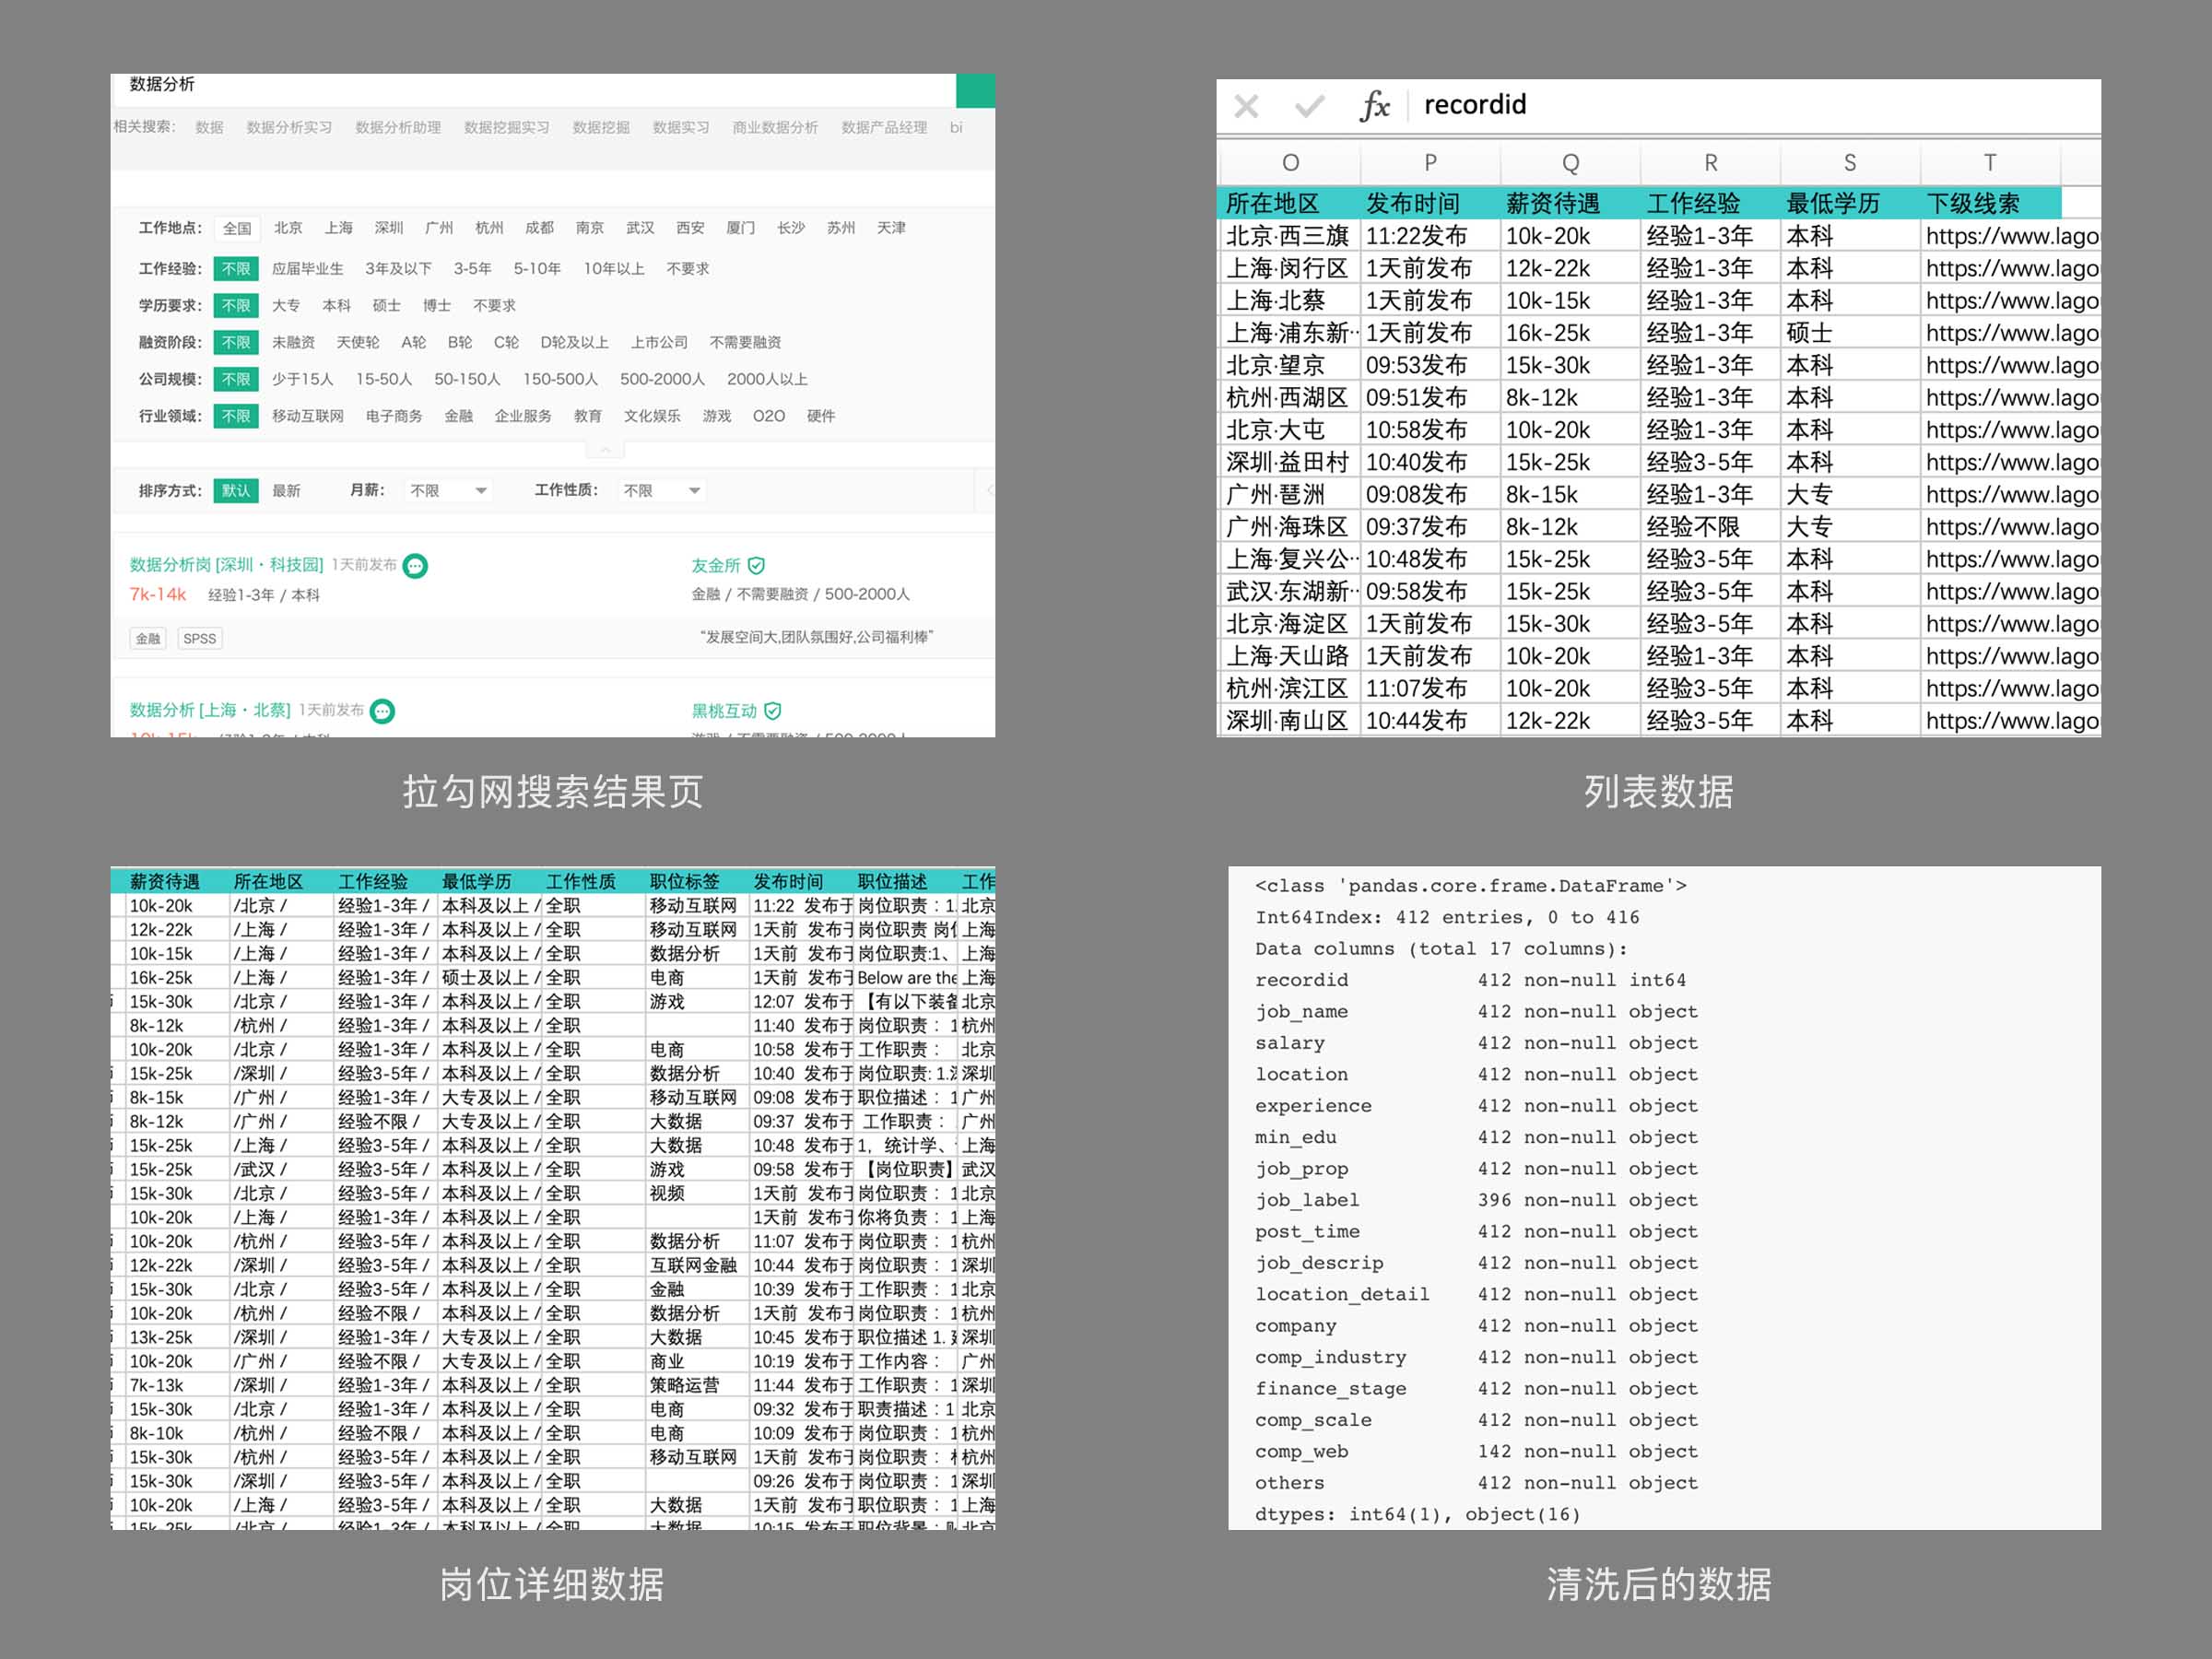 数据分析
相关搜索： 数据 数据分析实习 数据分析助理 数据挖掘实习 数据挖掘 数据实习 商业数据分析 数据产品经理 bi
工作地点： 全国 北京 上海 深圳 广州 杭州 成都 南京 武汉 西安 厦门 长沙 苏州 天津
工作经验： 不限 应届毕业生 3年及以下 3-5年 5-10年 10年以上 不要求
学历要求： 不限 大专 本科 硕士 博士 不要求
融资阶段： 不限 未融资 天使轮 A轮 B轮 C轮 D轮及以上 上市公司 不需要融资
公司规模： 不限 少于15人 15-50人 50-150人 150-500人 500-2000人 2000人以上
行业领域： 不限 移动互联网 电子商务 金融 企业服务 教育 文化娱乐 游戏 O2O 硬件
排序方式： 默认 最新 月薪： 不限 工作性质： 不限
数据分析岗 [深圳・科技园] 1天前发布 友金所
7k-14k 经验1-3年 / 本科 金融 / 不需要融资 / 500-2000人
金融 SPSS “发展空间大,团队氛围好,公司福利棒”
数据分析 [上海・北蔡] 1天前发布 黑桃互动
拉勾网搜索结果页
fx recordid
O P Q R S T
所在地区 发布时间 薪资待遇 工作经验 最低学历 下级线索
北京·西三旗 11:22发布 10k-20k 经验1-3年 本科 https://www.lago
上海·闵行区 1天前发布 12k-22k 经验1-3年 本科 https://www.lago
上海·北蔡 1天前发布 10k-15k 经验1-3年 本科 https://www.lago
上海·浦东新·· 1天前发布 16k-25k 经验1-3年 硕士 https://www.lago
北京·望京 09:53发布 15k-30k 经验1-3年 本科 https://www.lago
杭州·西湖区 09:51发布 8k-12k 经验1-3年 本科 https://www.lago
北京·大屯 10:58发布 10k-20k 经验1-3年 本科 https://www.lago
深圳·益田村 10:40发布 15k-25k 经验3-5年 本科 https://www.lago
广州·琶洲 09:08发布 8k-15k 经验1-3年 大专 https://www.lago
广州·海珠区 09:37发布 8k-12k 经验不限 大专 https://www.lago
上海·复兴公·· 10:48发布 15k-25k 经验3-5年 本科 https://www.lago
武汉·东湖新·· 09:58发布 15k-25k 经验3-5年 本科 https://www.lago
北京·海淀区 1天前发布 15k-30k 经验3-5年 本科 https://www.lago
上海·天山路 1天前发布 10k-20k 经验1-3年 本科 https://www.lago
杭州·滨江区 11:07发布 10k-20k 经验3-5年 本科 https://www.lago
深圳·南山区 10:44发布 12k-22k 经验3-5年 本科 https://www.lago
列表数据
薪资待遇 所在地区 工作经验 最低学历 工作性质 职位标签 发布时间 职位描述 工作
10k-20k /北京 / 经验1-3年 / 本科及以上 / 全职 移动互联网 11:22 发布于 岗位职责：1. 北京
12k-22k /上海 / 经验1-3年 / 本科及以上 / 全职 移动互联网 1天前 发布于 岗位职责 上海
10k-15k /上海 / 经验1-3年 / 本科及以上 / 全职 数据分析 1天前 发布于 岗位职责:1、 上海
16k-25k /上海 / 经验1-3年 / 硕士及以上 / 全职 电商 1天前 发布于 Below are the 上海
15k-30k /北京 / 经验1-3年 / 本科及以上 / 全职 游戏 12:07 发布于 【有以下装备 北京
8k-12k /杭州 / 经验1-3年 / 本科及以上 / 全职 11:40 发布于 岗位职责：1 杭州
10k-20k /北京 / 经验1-3年 / 本科及以上 / 全职 电商 10:58 发布于 工作职责： 北京
15k-25k /深圳 / 经验3-5年 / 本科及以上 / 全职 数据分析 10:40 发布于 岗位职责: 1. 深圳
8k-15k /广州 / 经验1-3年 / 大专及以上 / 全职 移动互联网 09:08 发布于 职位描述：1 广州
8k-12k /广州 / 经验不限 / 大专及以上 / 全职 大数据 09:37 发布于 工作职责： 广州
15k-25k /上海 / 经验3-5年 / 本科及以上 / 全职 大数据 10:48 发布于 1，统计学、 上海
15k-25k /武汉 / 经验3-5年 / 本科及以上 / 全职 游戏 09:58 发布于 【岗位职责】 武汉
15k-30k /北京 / 经验3-5年 / 本科及以上 / 全职 视频 1天前 发布于 岗位职责：1 北京
10k-20k /上海 / 经验1-3年 / 本科及以上 / 全职 1天前 发布于 你将负责：1 上海
10k-20k /杭州 / 经验3-5年 / 本科及以上 / 全职 数据分析 11:07 发布于 岗位职责：1 杭州
12k-22k /深圳 / 经验3-5年 / 本科及以上 / 全职 互联网金融 10:44 发布于 岗位职责：1 深圳
15k-30k /北京 / 经验3-5年 / 本科及以上 / 全职 金融 10:39 发布于 工作职责：1 北京
10k-20k /杭州 / 经验不限 / 本科及以上 / 全职 数据分析 1天前 发布于 岗位职责：1 杭州
13k-25k /深圳 / 经验1-3年 / 大专及以上 / 全职 大数据 10:45 发布于 职位描述 1. 深圳
10k-20k /广州 / 经验不限 / 大专及以上 / 全职 商业 10:19 发布于 工作内容： 广州
7k-13k /深圳 / 经验1-3年 / 本科及以上 / 全职 策略运营 11:44 发布于 工作职责：1 深圳
15k-30k /北京 / 经验1-3年 / 本科及以上 / 全职 电商 09:32 发布于 职责描述：1 北京
8k-10k /杭州 / 经验不限 / 本科及以上 / 全职 电商 10:09 发布于 岗位职责：1 杭州
15k-30k /杭州 / 经验3-5年 / 本科及以上 / 全职 移动互联网 1天前 发布于 岗位职责： 杭州
15k-30k /深圳 / 经验3-5年 / 本科及以上 / 全职 09:26 发布于 岗位职责：1 深圳
10k-20k /上海 / 经验3-5年 / 本科及以上 / 全职 大数据 1天前 发布于 职位职责：1 上海
岗位详细数据
<class 'pandas.core.frame.DataFrame'>
Int64Index: 412 entries, 0 to 416
Data columns (total 17 columns):
recordid 412 non-null int64
job_name 412 non-null object
salary 412 non-null object
location 412 non-null object
experience 412 non-null object
min_edu 412 non-null object
job_prop 412 non-null object
job_label 396 non-null object
post_time 412 non-null object
job_descrip 412 non-null object
location_detail 412 non-null object
company 412 non-null object
comp_industry 412 non-null object
finance_stage 412 non-null object
comp_scale 412 non-null object
comp_web 142 non-null object
others 412 non-null object
dtypes: int64(1), object(16)
清洗后的数据